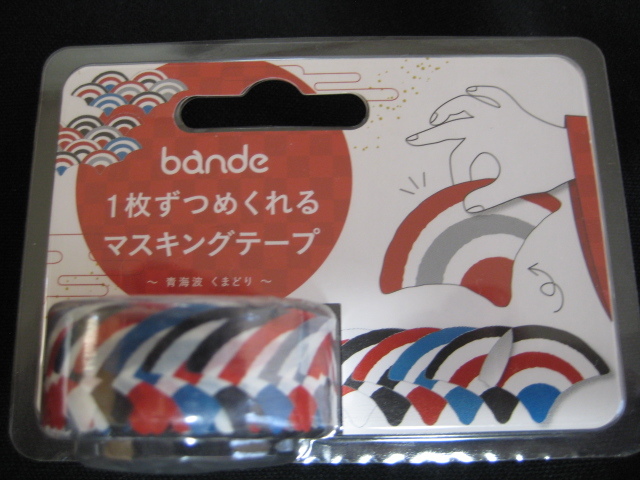 bande
1枚ずつめくれる
マスキングテープ
～ 青海波 くまどり ～